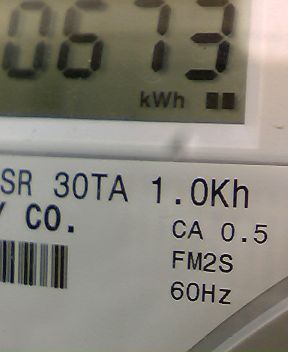 0673
kWh
SR 30TA 1.0Kh
Y CO.
CA 0.5
FM2S
60Hz